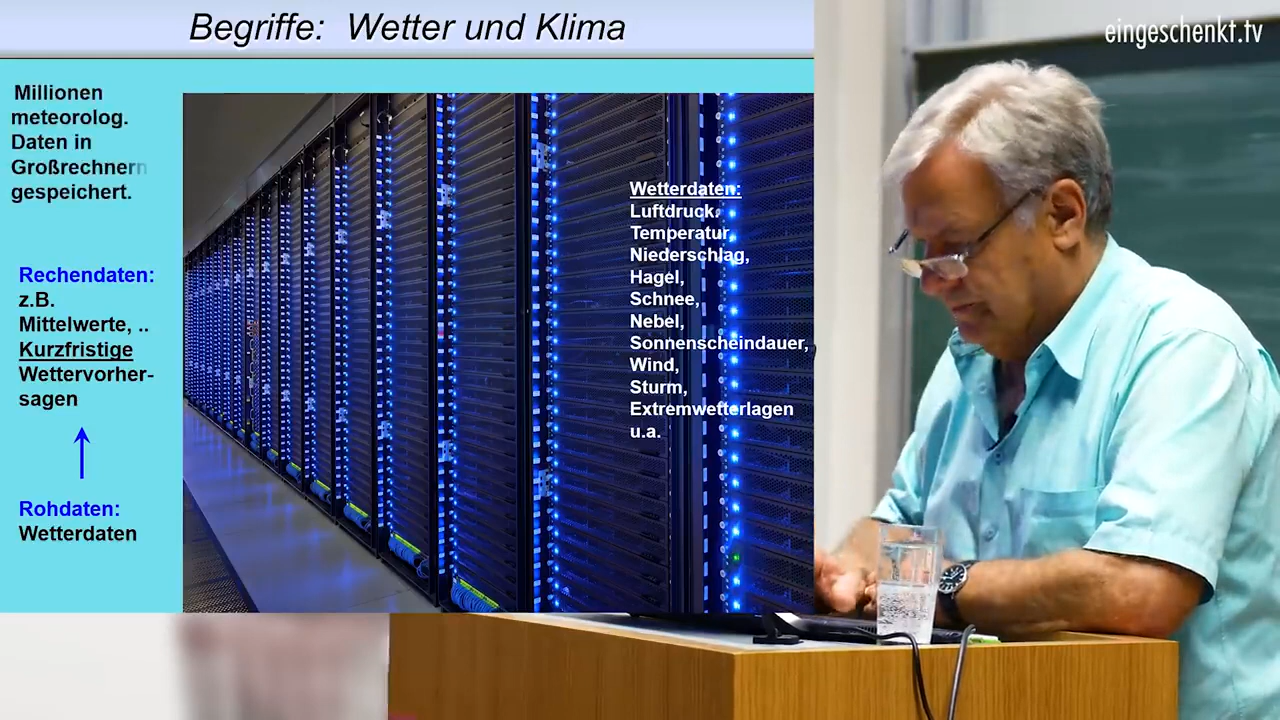 Begriffe: Wetter und Klima
eingeschenkt.tv
Millionen
meteorolog.
Daten in
Großrechnern
gespeichert.
Rechendaten:
z.B.
Mittelwerte, ..
Kurzfristige
Wettervorher-
sagen
Rohdaten:
Wetterdaten
Wetterdaten:
Luftdruck,
Temperatur,
Niederschlag,
Hagel,
Schnee,
Nebel,
Sonnenscheindauer,
Wind,
Sturm,
Extremwetterlagen
u.a.